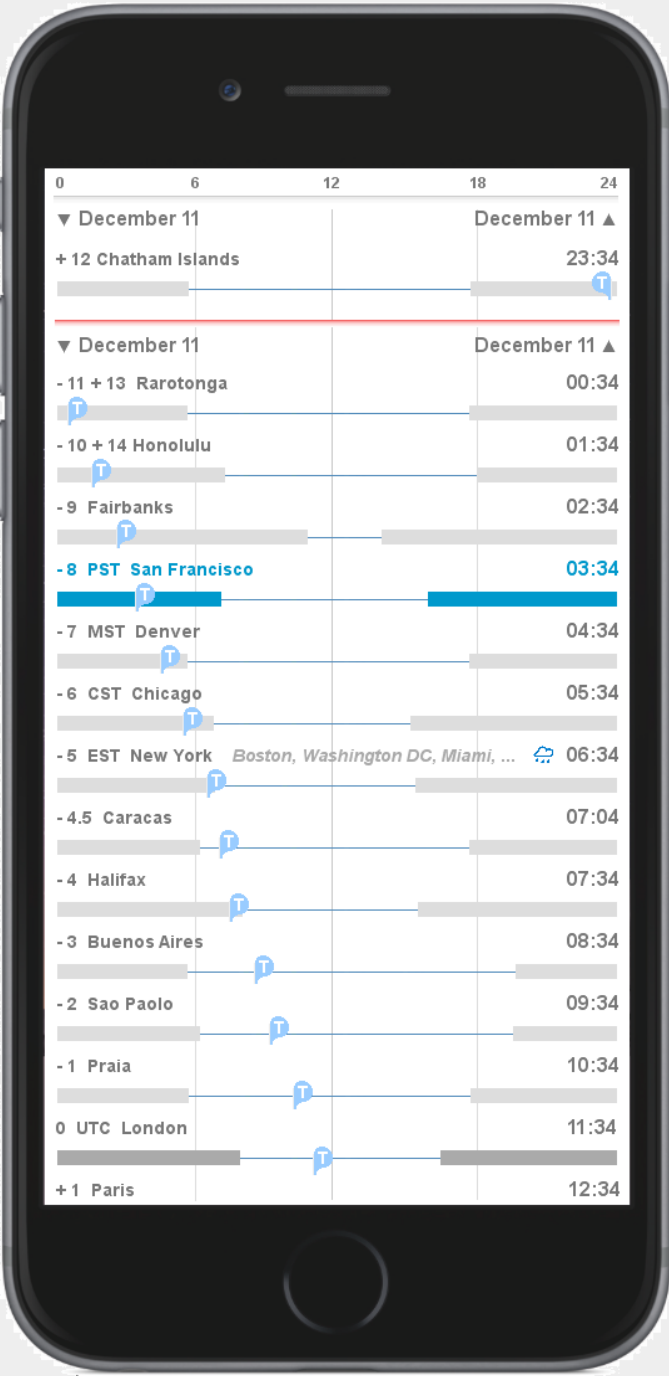 0 6 12 18 24
▼ December 11 December 11 ▲
+ 12 Chatham Islands 23:34
T
▼ December 11 December 11 ▲
- 11 + 13 Rarotonga 00:34
T
- 10 + 14 Honolulu 01:34
T
- 9 Fairbanks 02:34
T
- 8 PST San Francisco 03:34
T
- 7 MST Denver 04:34
T
- 6 CST Chicago 05:34
T
- 5 EST New York Boston, Washington DC, Miami, ... 06:34
T
- 4.5 Caracas 07:04
T
- 4 Halifax 07:34
T
- 3 Buenos Aires 08:34
T
- 2 Sao Paolo 09:34
T
- 1 Praia 10:34
T
0 UTC London 11:34
T
+ 1 Paris 12:34